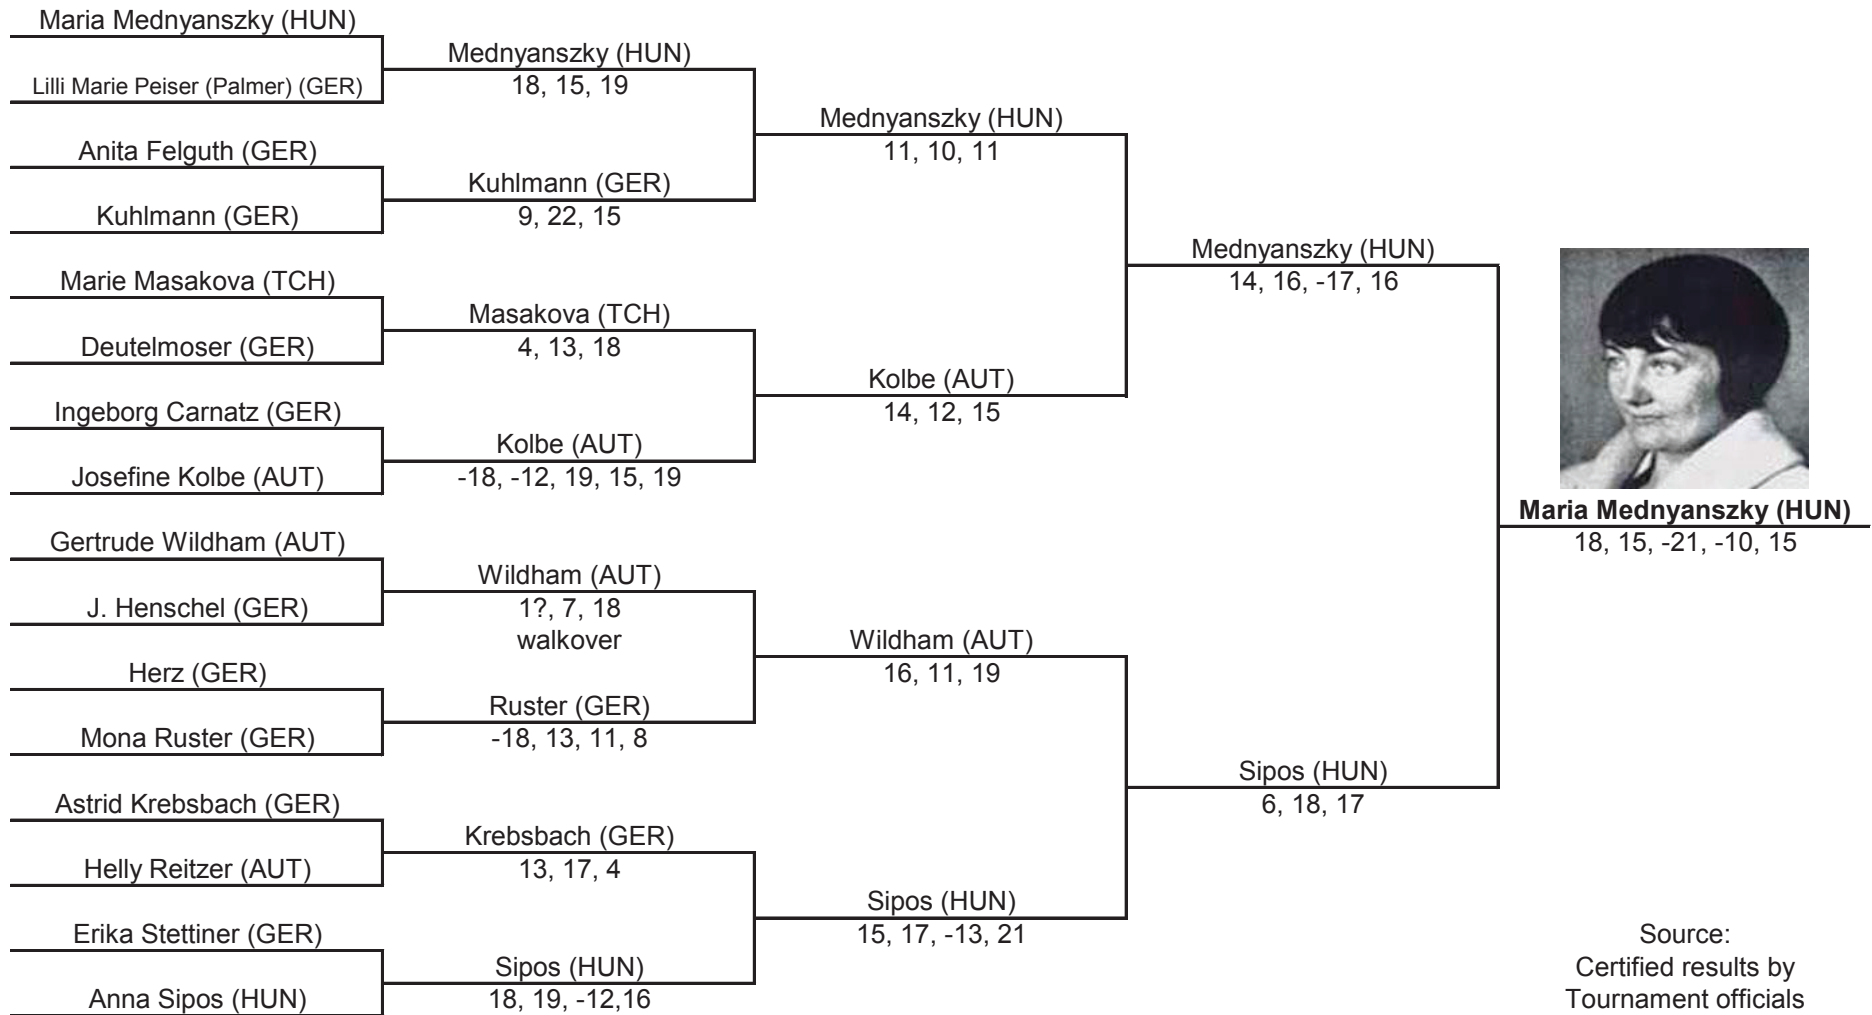 Maria Mednyanszky (HUN)
Lilli Marie Peiser (Palmer) (GER)
Anita Felguth (GER)
Kuhlmann (GER)
Marie Masakova (TCH)
Deutelmoser (GER)
Ingeborg Carnatz (GER)
Josefine Kolbe (AUT)
Gertrude Wildham (AUT)
J. Henschel (GER)
Herz (GER)
Mona Ruster (GER)
Astrid Krebsbach (GER)
Helly Reitzer (AUT)
Erika Stettiner (GER)
Anna Sipos (HUN)
Mednyanszky (HUN)
18, 15, 19
Kuhlmann (GER)
9, 22, 15
Masakova (TCH)
4, 13, 18
Kolbe (AUT)
-18, -12, 19, 15, 19
Wildham (AUT)
1?, 7, 18
walkover
Ruster (GER)
-18, 13, 11, 8
Krebsbach (GER)
13, 17, 4
Sipos (HUN)
18, 19, -12,16
Mednyanszky (HUN)
11, 10, 11
Kolbe (AUT)
14, 12, 15
Wildham (AUT)
16, 11, 19
Sipos (HUN)
15, 17, -13, 21
Mednyanszky (HUN)
14, 16, -17, 16
Sipos (HUN)
6, 18, 17
Maria Mednyanszky (HUN)
18, 15, -21, -10, 15
Source:
Certified results by
Tournament officials